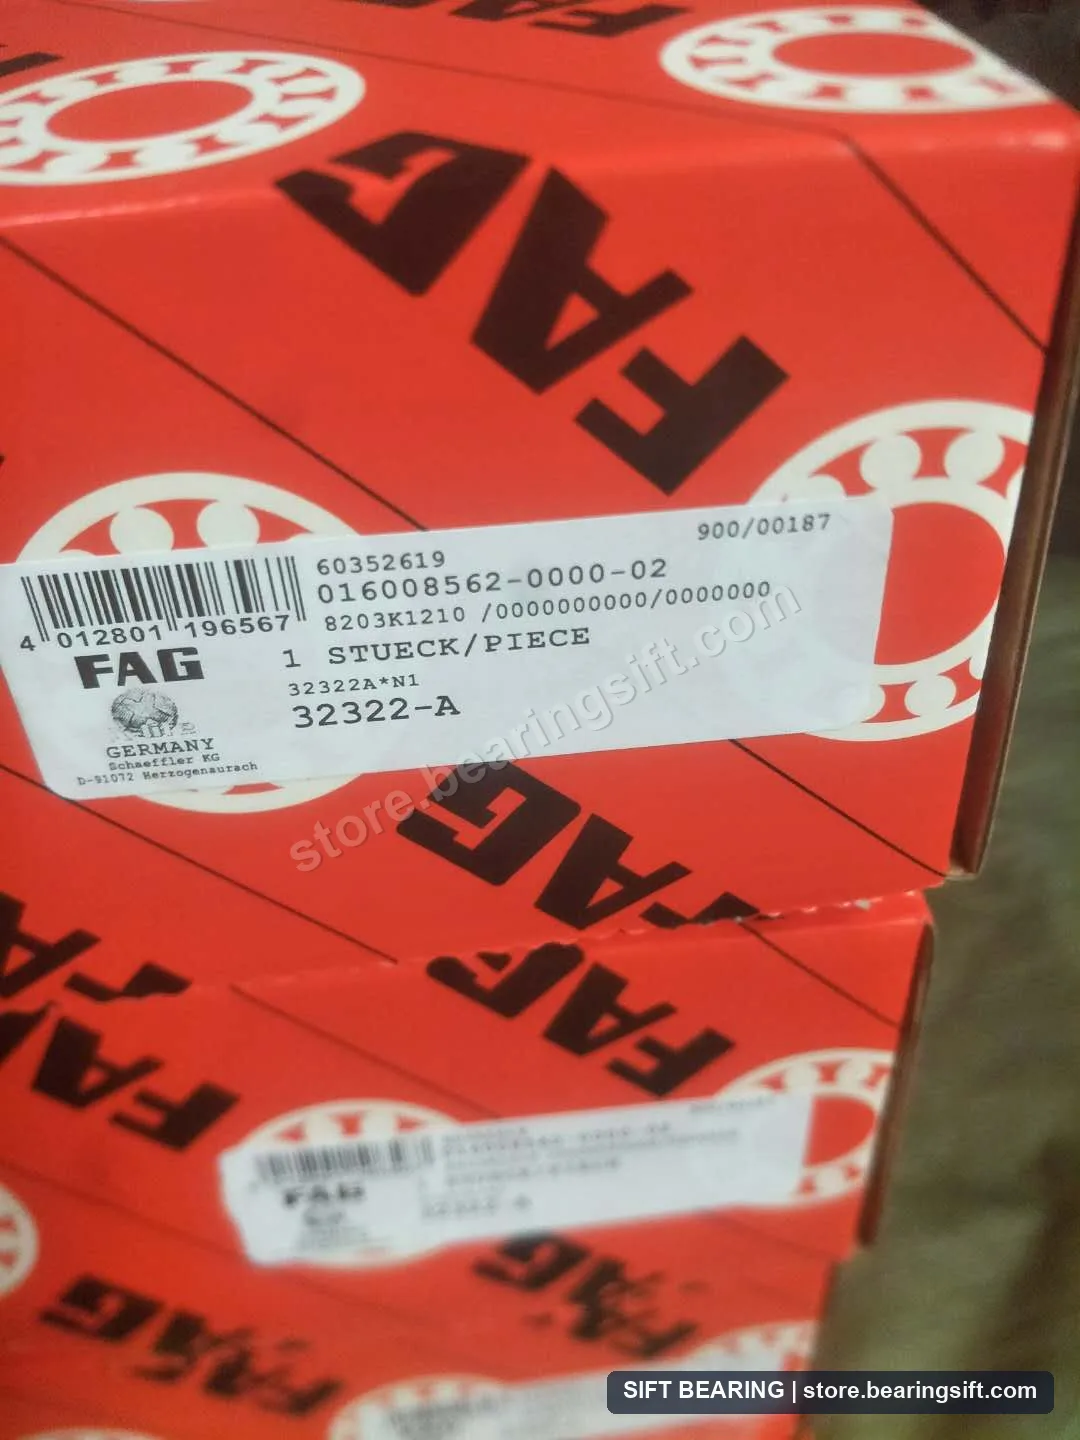 FAG
FAG
900/00187
60352619
016008562-0000-02
8203K1210 /0000000000/0000000
4 012801 196567
1 STUECK/PIECE
FAG
32322A*N1
32322-A
GERMANY
Schaeffler KG
D-91072 Herzogenaurach
store.bearingsift.com
FAG
FAG
FAG
FAG
FAG
FAG
SIFT BEARING | store.bearingsift.com